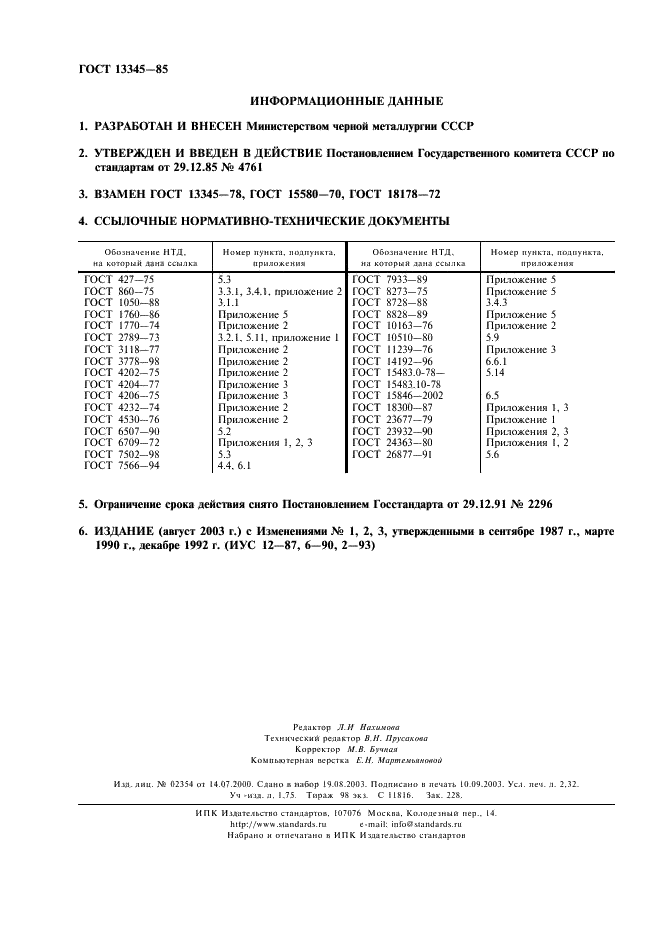 ГОСТ 13345—85
ИНФОРМАЦИОННЫЕ ДАННЫЕ
1. РАЗРАБОТАН И ВНЕСЕН Министерством черной металлургии СССР
2. УТВЕРЖДЕН И ВВЕДЕН В ДЕЙСТВИЕ Постановлением Государственного комитета СССР по
стандартам от 29.12.85 № 4761
3. ВЗАМЕН ГОСТ 13345—78, ГОСТ 15580—70, ГОСТ 18178—72
4. ССЫЛОЧНЫЕ НОРМАТИВНО-ТЕХНИЧЕСКИЕ ДОКУМЕНТЫ
Обозначение НТД, Номер пункта, подпункта, Обозначение НТД, Номер пункта, подпункта,
на который дана ссылка приложения на который дана ссылка приложения
ГОСТ 427—75 5.3 ГОСТ 7933—89 Приложение 5
ГОСТ 860—75 3.3.1, 3.4.1, приложение 2 ГОСТ 8273—75 Приложение 5
ГОСТ 1050—88 3.1.1 ГОСТ 8728—88 3.4.3
ГОСТ 1760—86 Приложение 5 ГОСТ 8828—89 Приложение 5
ГОСТ 1770—74 Приложение 2 ГОСТ 10163—76 Приложение 2
ГОСТ 2789—73 3.2.1, 5.11, приложение 1 ГОСТ 10510—80 5.9
ГОСТ 3118—77 Приложение 2 ГОСТ 11239—76 Приложение 3
ГОСТ 3778—98 Приложение 2 ГОСТ 14192—96 6.6.1
ГОСТ 4202—75 Приложение 2 ГОСТ 15483.0-78— 5.14
ГОСТ 4204—77 Приложение 3 ГОСТ 15483.10-78
ГОСТ 4206—75 Приложение 3 ГОСТ 15846—2002 6.5
ГОСТ 4232—74 Приложение 2 ГОСТ 18300—87 Приложения 1, 3
ГОСТ 4530—76 Приложение 2 ГОСТ 23677—79 Приложение 1
ГОСТ 6507—90 5.2 ГОСТ 23932—90 Приложения 2, 3
ГОСТ 6709—72 Приложения 1, 2, 3 ГОСТ 24363—80 Приложения 1, 2
ГОСТ 7502—98 5.3 ГОСТ 26877—91 5.6
ГОСТ 7566—94 4.4, 6.1
5. Ограничение срока действия снято Постановлением Госстандарта от 29.12.91 № 2296
6. ИЗДАНИЕ (август 2003 г.) с Изменениями № 1, 2, 3, утвержденными в сентябре 1987 г., марте
1990 г., декабре 1992 г. (ИУС 12—87, 6—90, 2—93)
Редактор Л.И Нахимова
Технический редактор В.Н. Прусакова
Корректор М.В. Бучная
Компьютерная верстка Е.Н. Мартемьяновой
Изд. лиц. № 02354 от 14.07.2000. Сдано в набор 19.08.2003. Подписано в печать 10.09.2003. Усл. печ. л. 2,32.
Уч -изд. л. 1,75. Тираж 98 экз. С 11816. Зак. 228.
ИПК Издательство стандартов, 107076 Москва, Колодезный пер., 14.
http://www.standards.ru e-mail: info@standards.ru
Набрано и отпечатано в ИПК Издательство стандартов